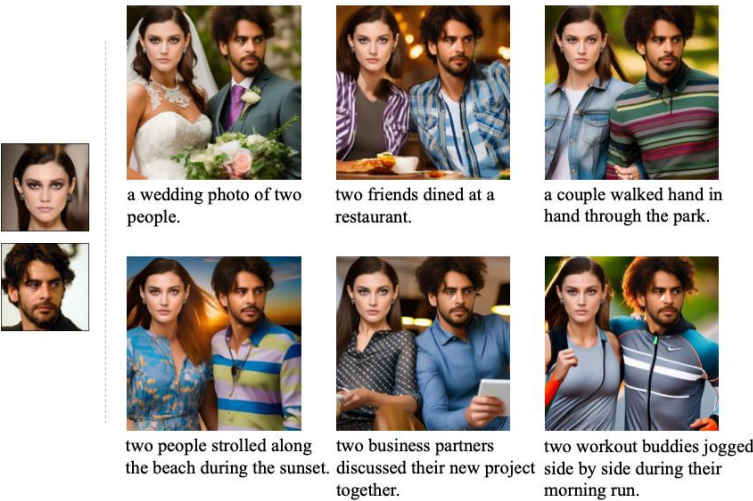 a wedding photo of two
people.
two friends dined at a
restaurant.
a couple walked hand in
hand through the park.
two people strolled along
the beach during the sunset.
two business partners
discussed their new project
together.
two workout buddies jogged
side by side during their
morning run.